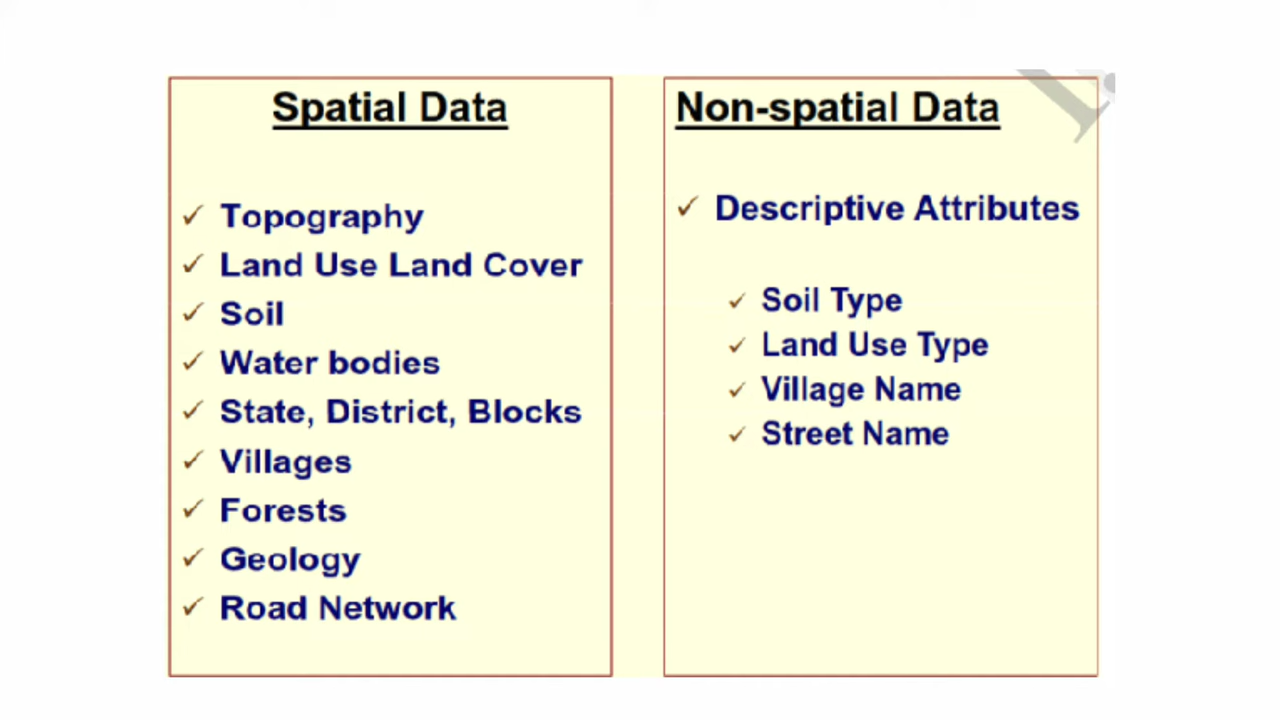 Spatial Data
Topography
Land Use Land Cover
Soil
Water bodies
State, District, Blocks
Villages
Forests
Geology
Road Network
Non-spatial Data
Descriptive Attributes
Soil Type
Land Use Type
Village Name
Street Name